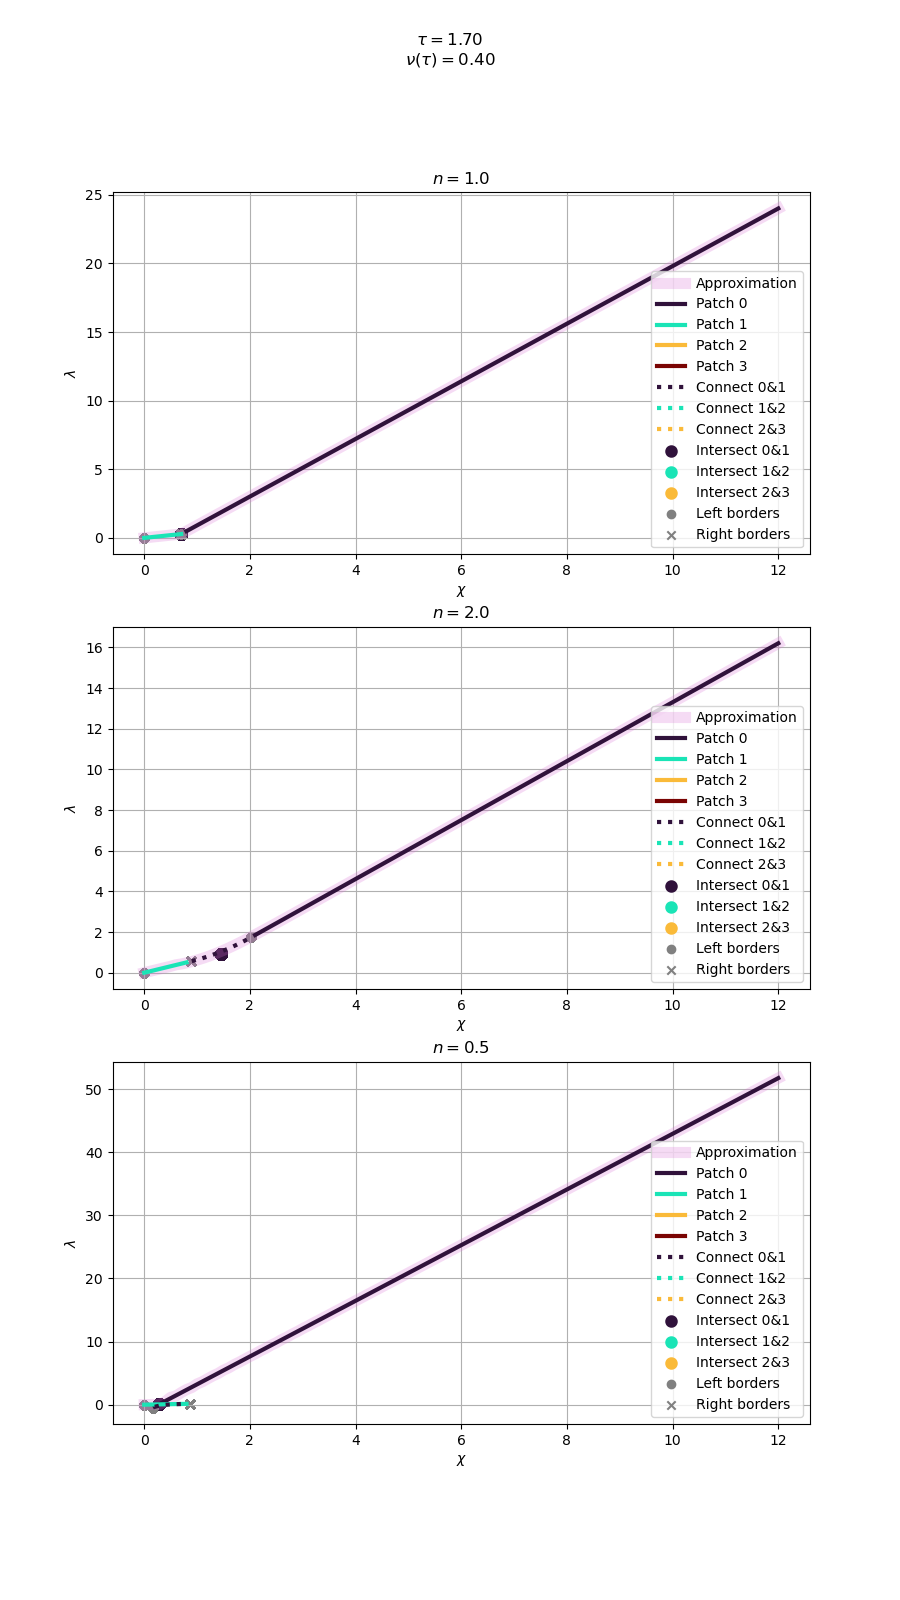 τ = 1.70
ν(τ) = 0.40
n = 1.0
25
20
15
10
5
0
λ
0 2 4 6 8 10 12
χ
Approximation
Patch 0
Patch 1
Patch 2
Patch 3
Connect 0&1
Connect 1&2
Connect 2&3
Intersect 0&1
Intersect 1&2
Intersect 2&3
Left borders
Right borders
n = 2.0
16
14
12
10
8
6
4
2
0
λ
0 2 4 6 8 10 12
χ
Approximation
Patch 0
Patch 1
Patch 2
Patch 3
Connect 0&1
Connect 1&2
Connect 2&3
Intersect 0&1
Intersect 1&2
Intersect 2&3
Left borders
Right borders
n = 0.5
50
40
30
20
10
0
λ
0 2 4 6 8 10 12
χ
Approximation
Patch 0
Patch 1
Patch 2
Patch 3
Connect 0&1
Connect 1&2
Connect 2&3
Intersect 0&1
Intersect 1&2
Intersect 2&3
Left borders
Right borders